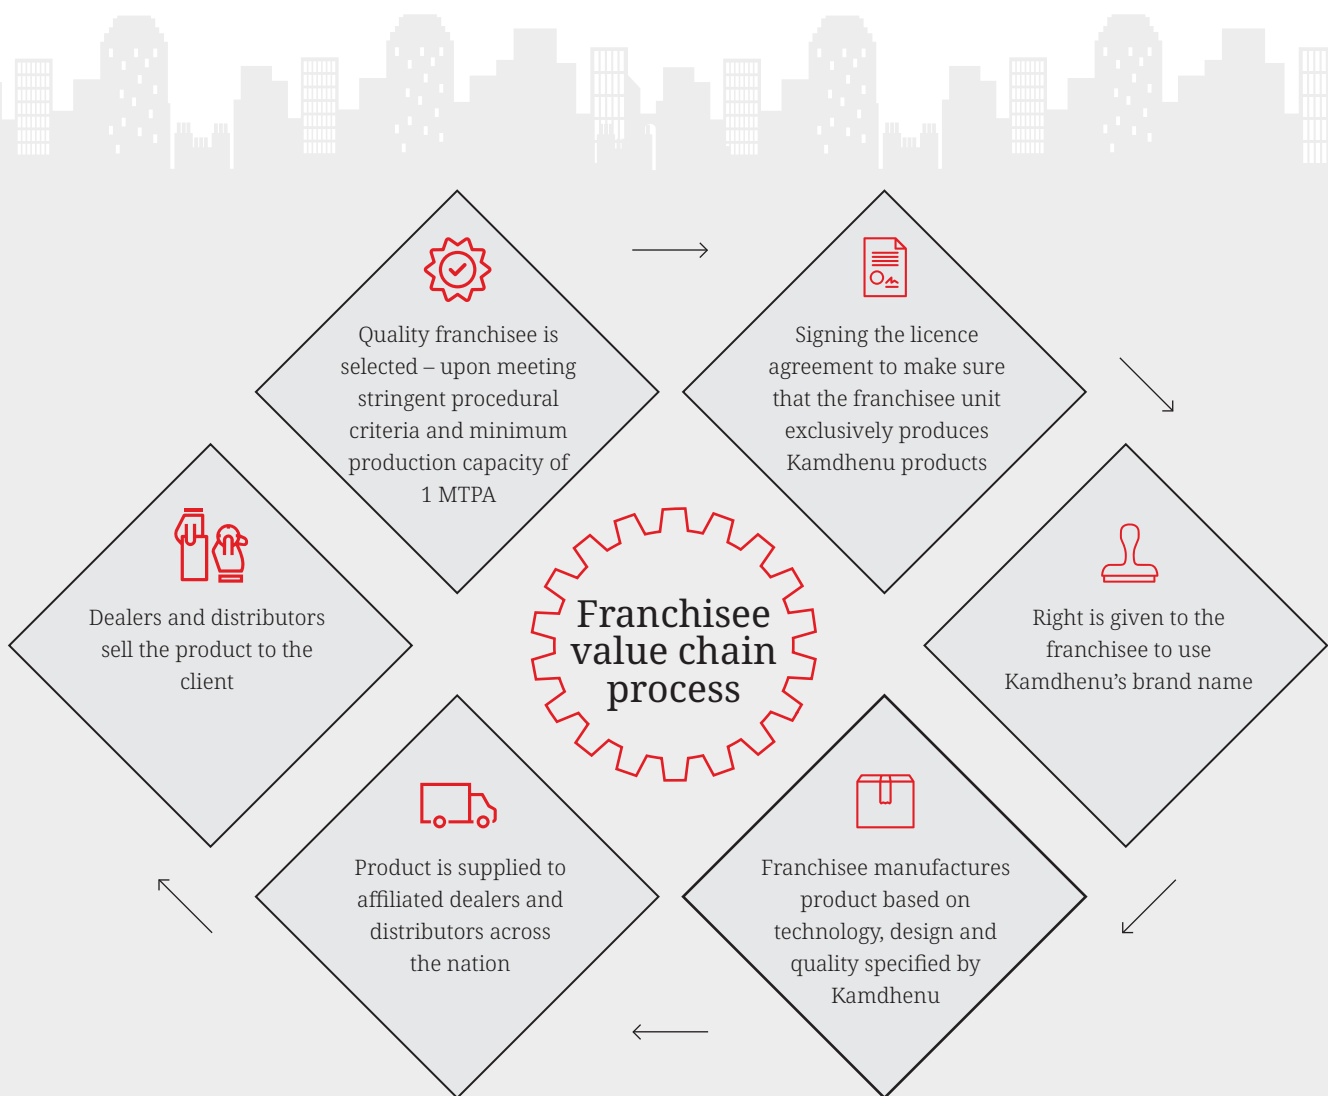 Quality franchisee is
selected – upon meeting
stringent procedural
criteria and minimum
production capacity of
1 MTPA
Signing the licence
agreement to make sure
that the franchisee unit
exclusively produces
Kamdhenu products
Right is given to the
franchisee to use
Kamdhenu’s brand name
Franchisee manufactures
product based on
technology, design and
quality specified by
Kamdhenu
Product is supplied to
affiliated dealers and
distributors across
the nation
Dealers and distributors
sell the product to the
client
Franchisee
value chain
process